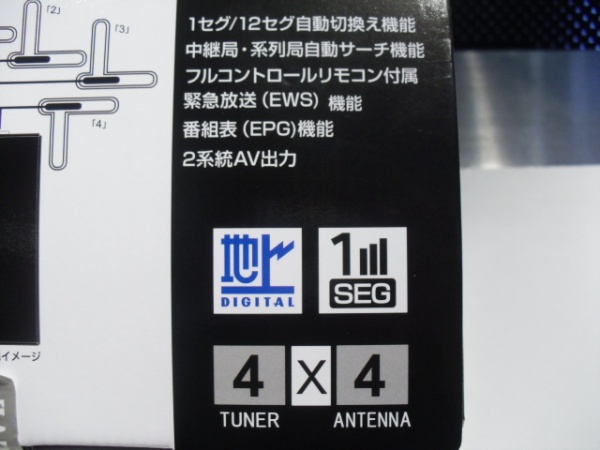 「2」
「3」
「4」
1セグ/12セグ自動切換え機能
中継局・系列局自動サーチ機能
フルコントロールリモコン付属
緊急放送(EWS) 機能
番組表(EPG)機能
2系統AV出力
地上
DIGITAL
1
SEG
4 X 4
TUNER ANTENNA
イメージ